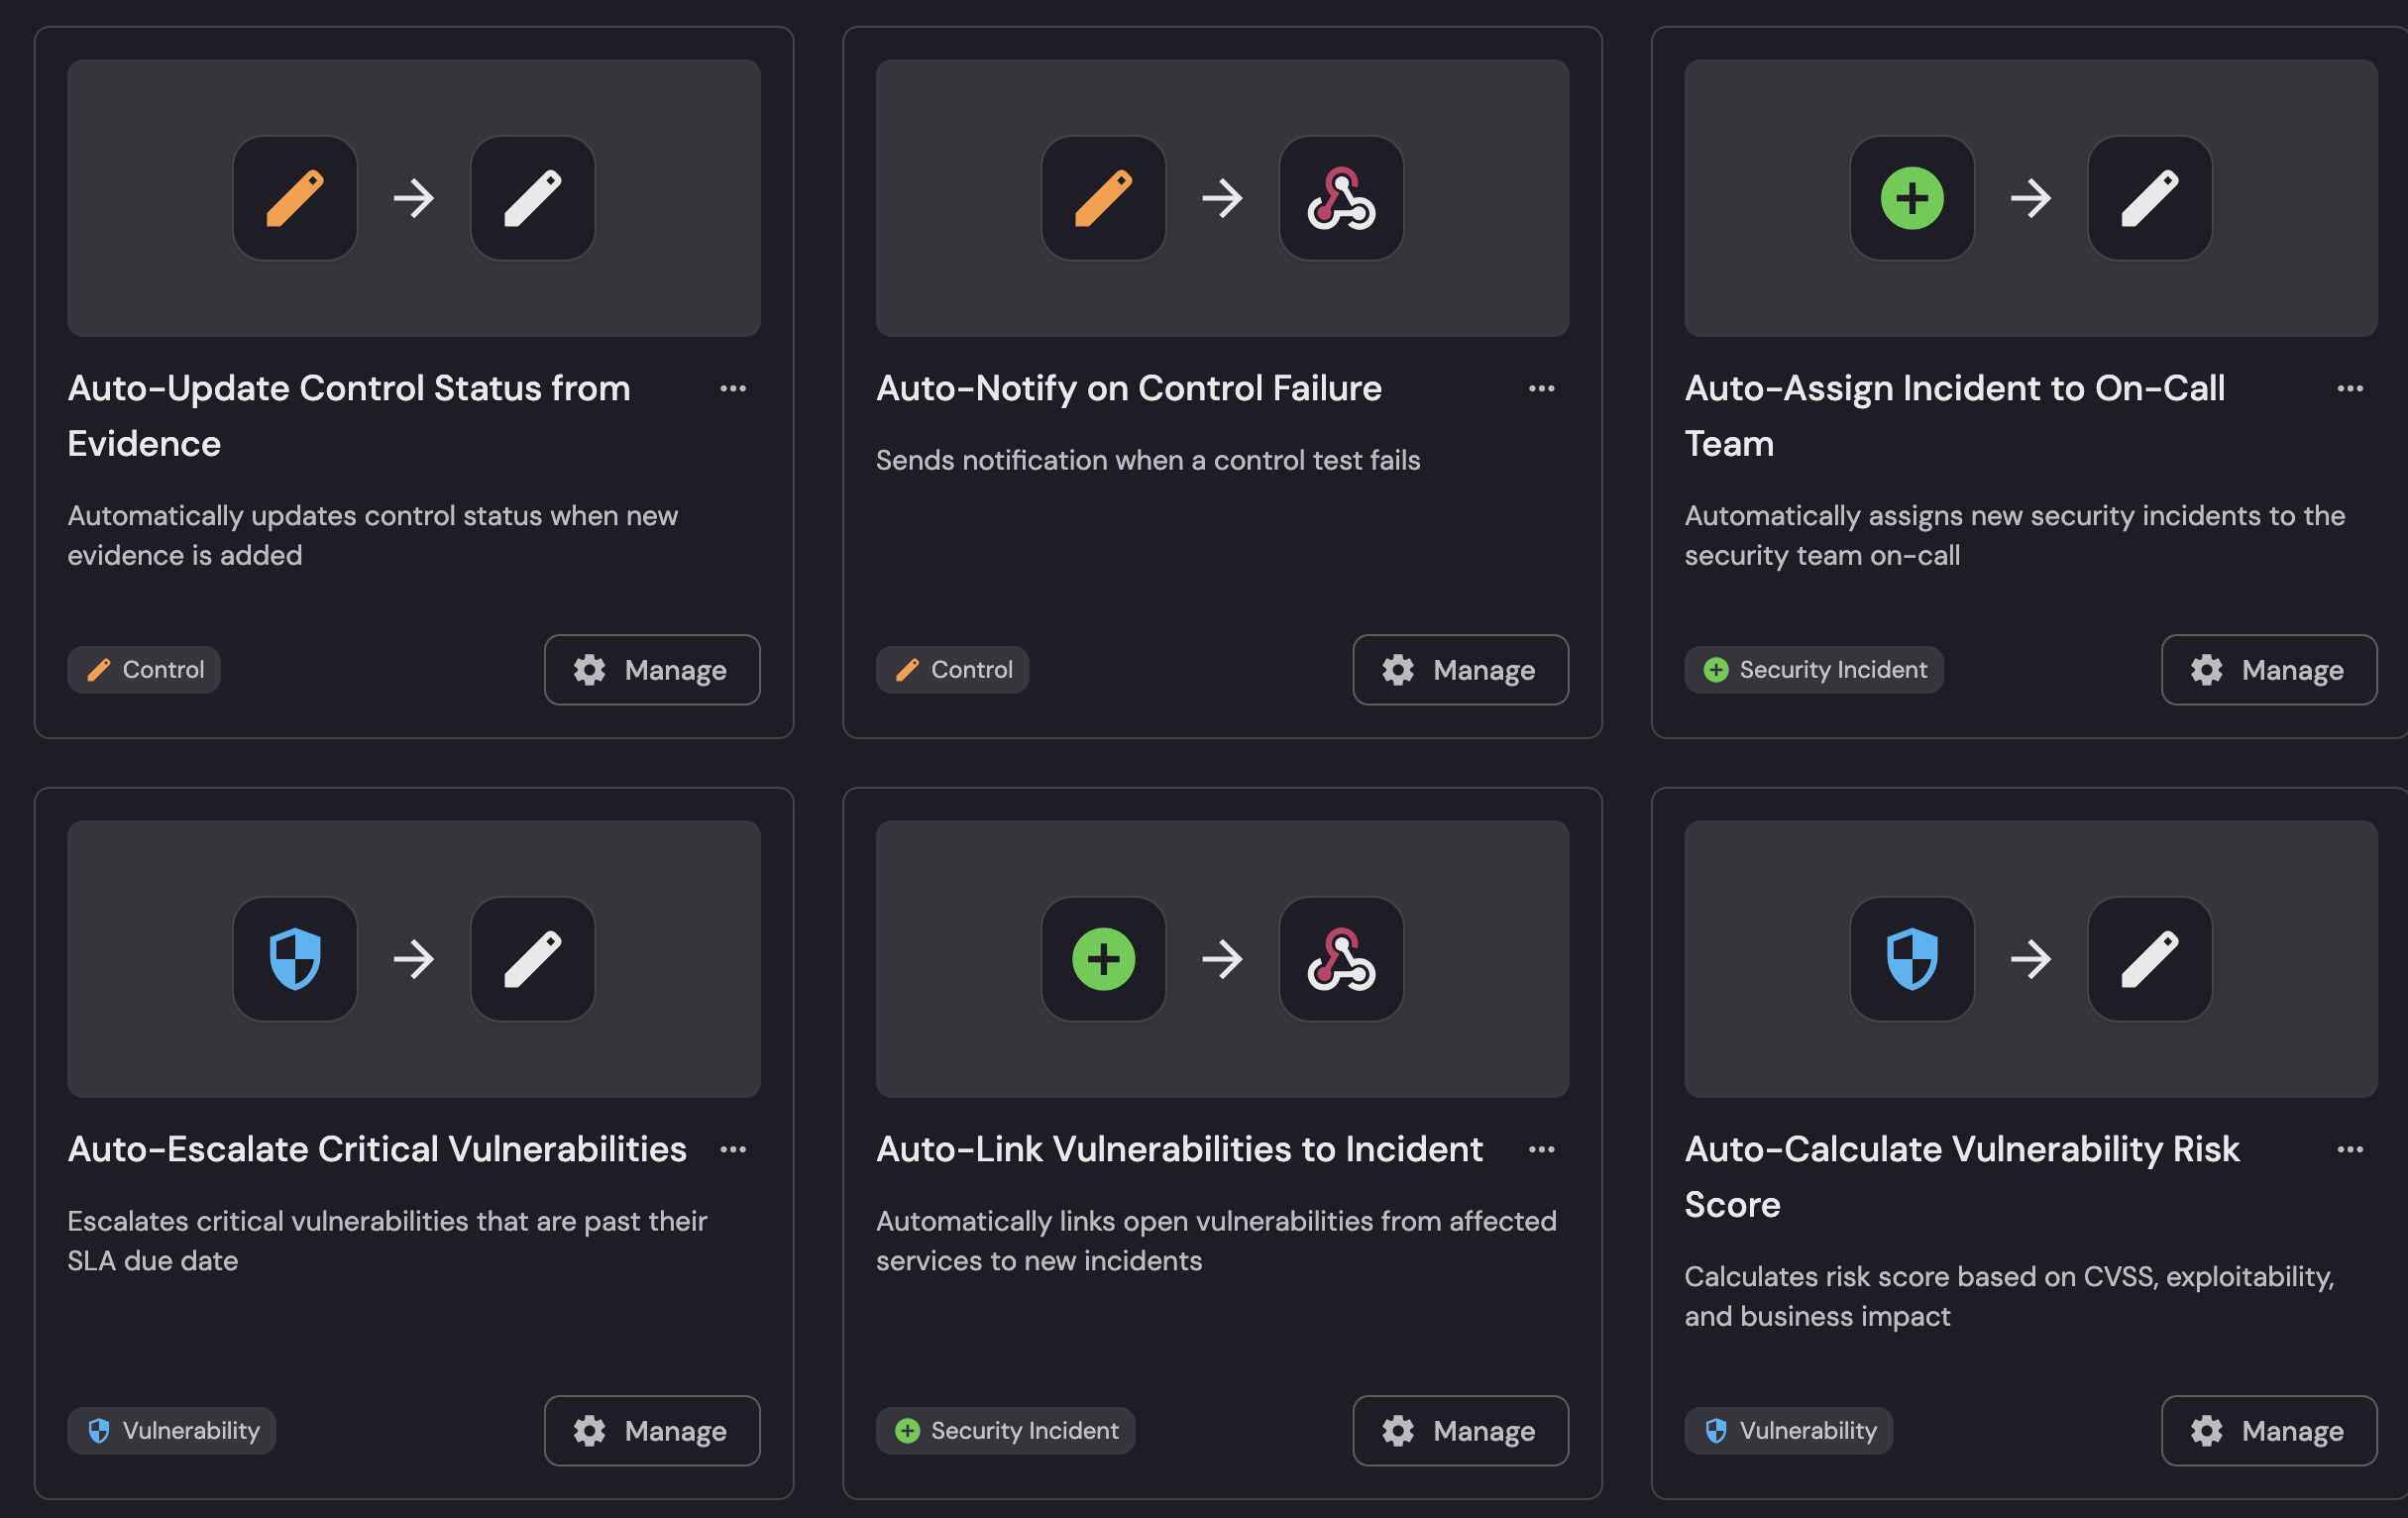 Auto-Update Control Status from
Evidence
Automatically updates control status when new
evidence is added
Control
Manage
Auto-Notify on Control Failure
Sends notification when a control test fails
Control
Manage
Auto-Assign Incident to On-Call
Team
Automatically assigns new security incidents to the
security team on-call
Security Incident
Manage
Auto-Escalate Critical Vulnerabilities
Escalates critical vulnerabilities that are past their
SLA due date
Vulnerability
Manage
Auto-Link Vulnerabilities to Incident
Automatically links open vulnerabilities from affected
services to new incidents
Security Incident
Manage
Auto-Calculate Vulnerability Risk
Score
Calculates risk score based on CVSS, exploitability,
and business impact
Vulnerability
Manage